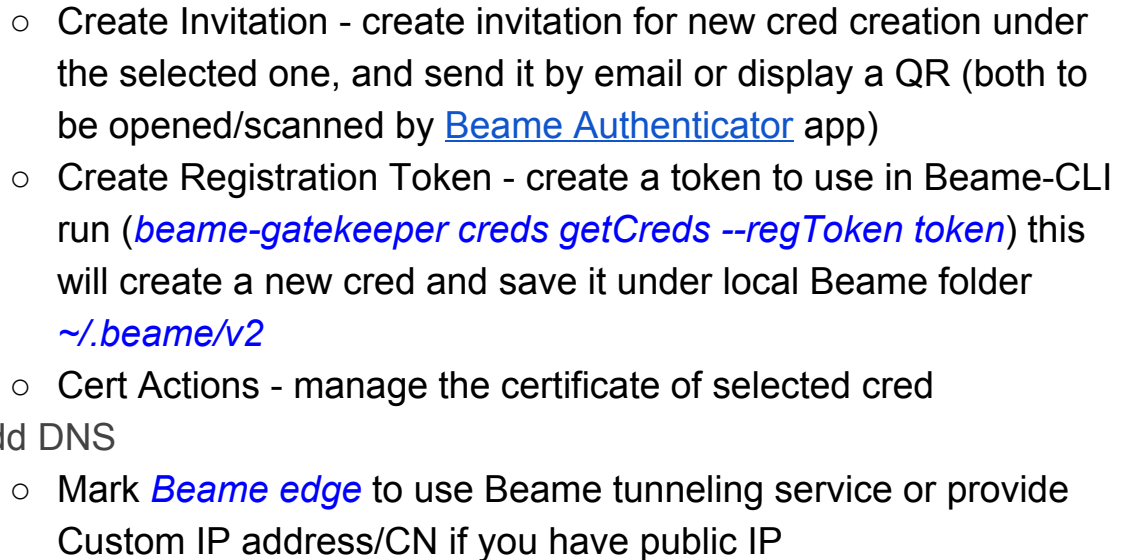 ○ Create Invitation - create invitation for new cred creation under
the selected one, and send it by email or display a QR (both to
be opened/scanned by Beame Authenticator app)
○ Create Registration Token - create a token to use in Beame-CLI
run (beame-gatekeeper creds getCreds --regToken token) this
will create a new cred and save it under local Beame folder
~/.beame/v2
○ Cert Actions - manage the certificate of selected cred
dd DNS
○ Mark Beame edge to use Beame tunneling service or provide
Custom IP address/CN if you have public IP